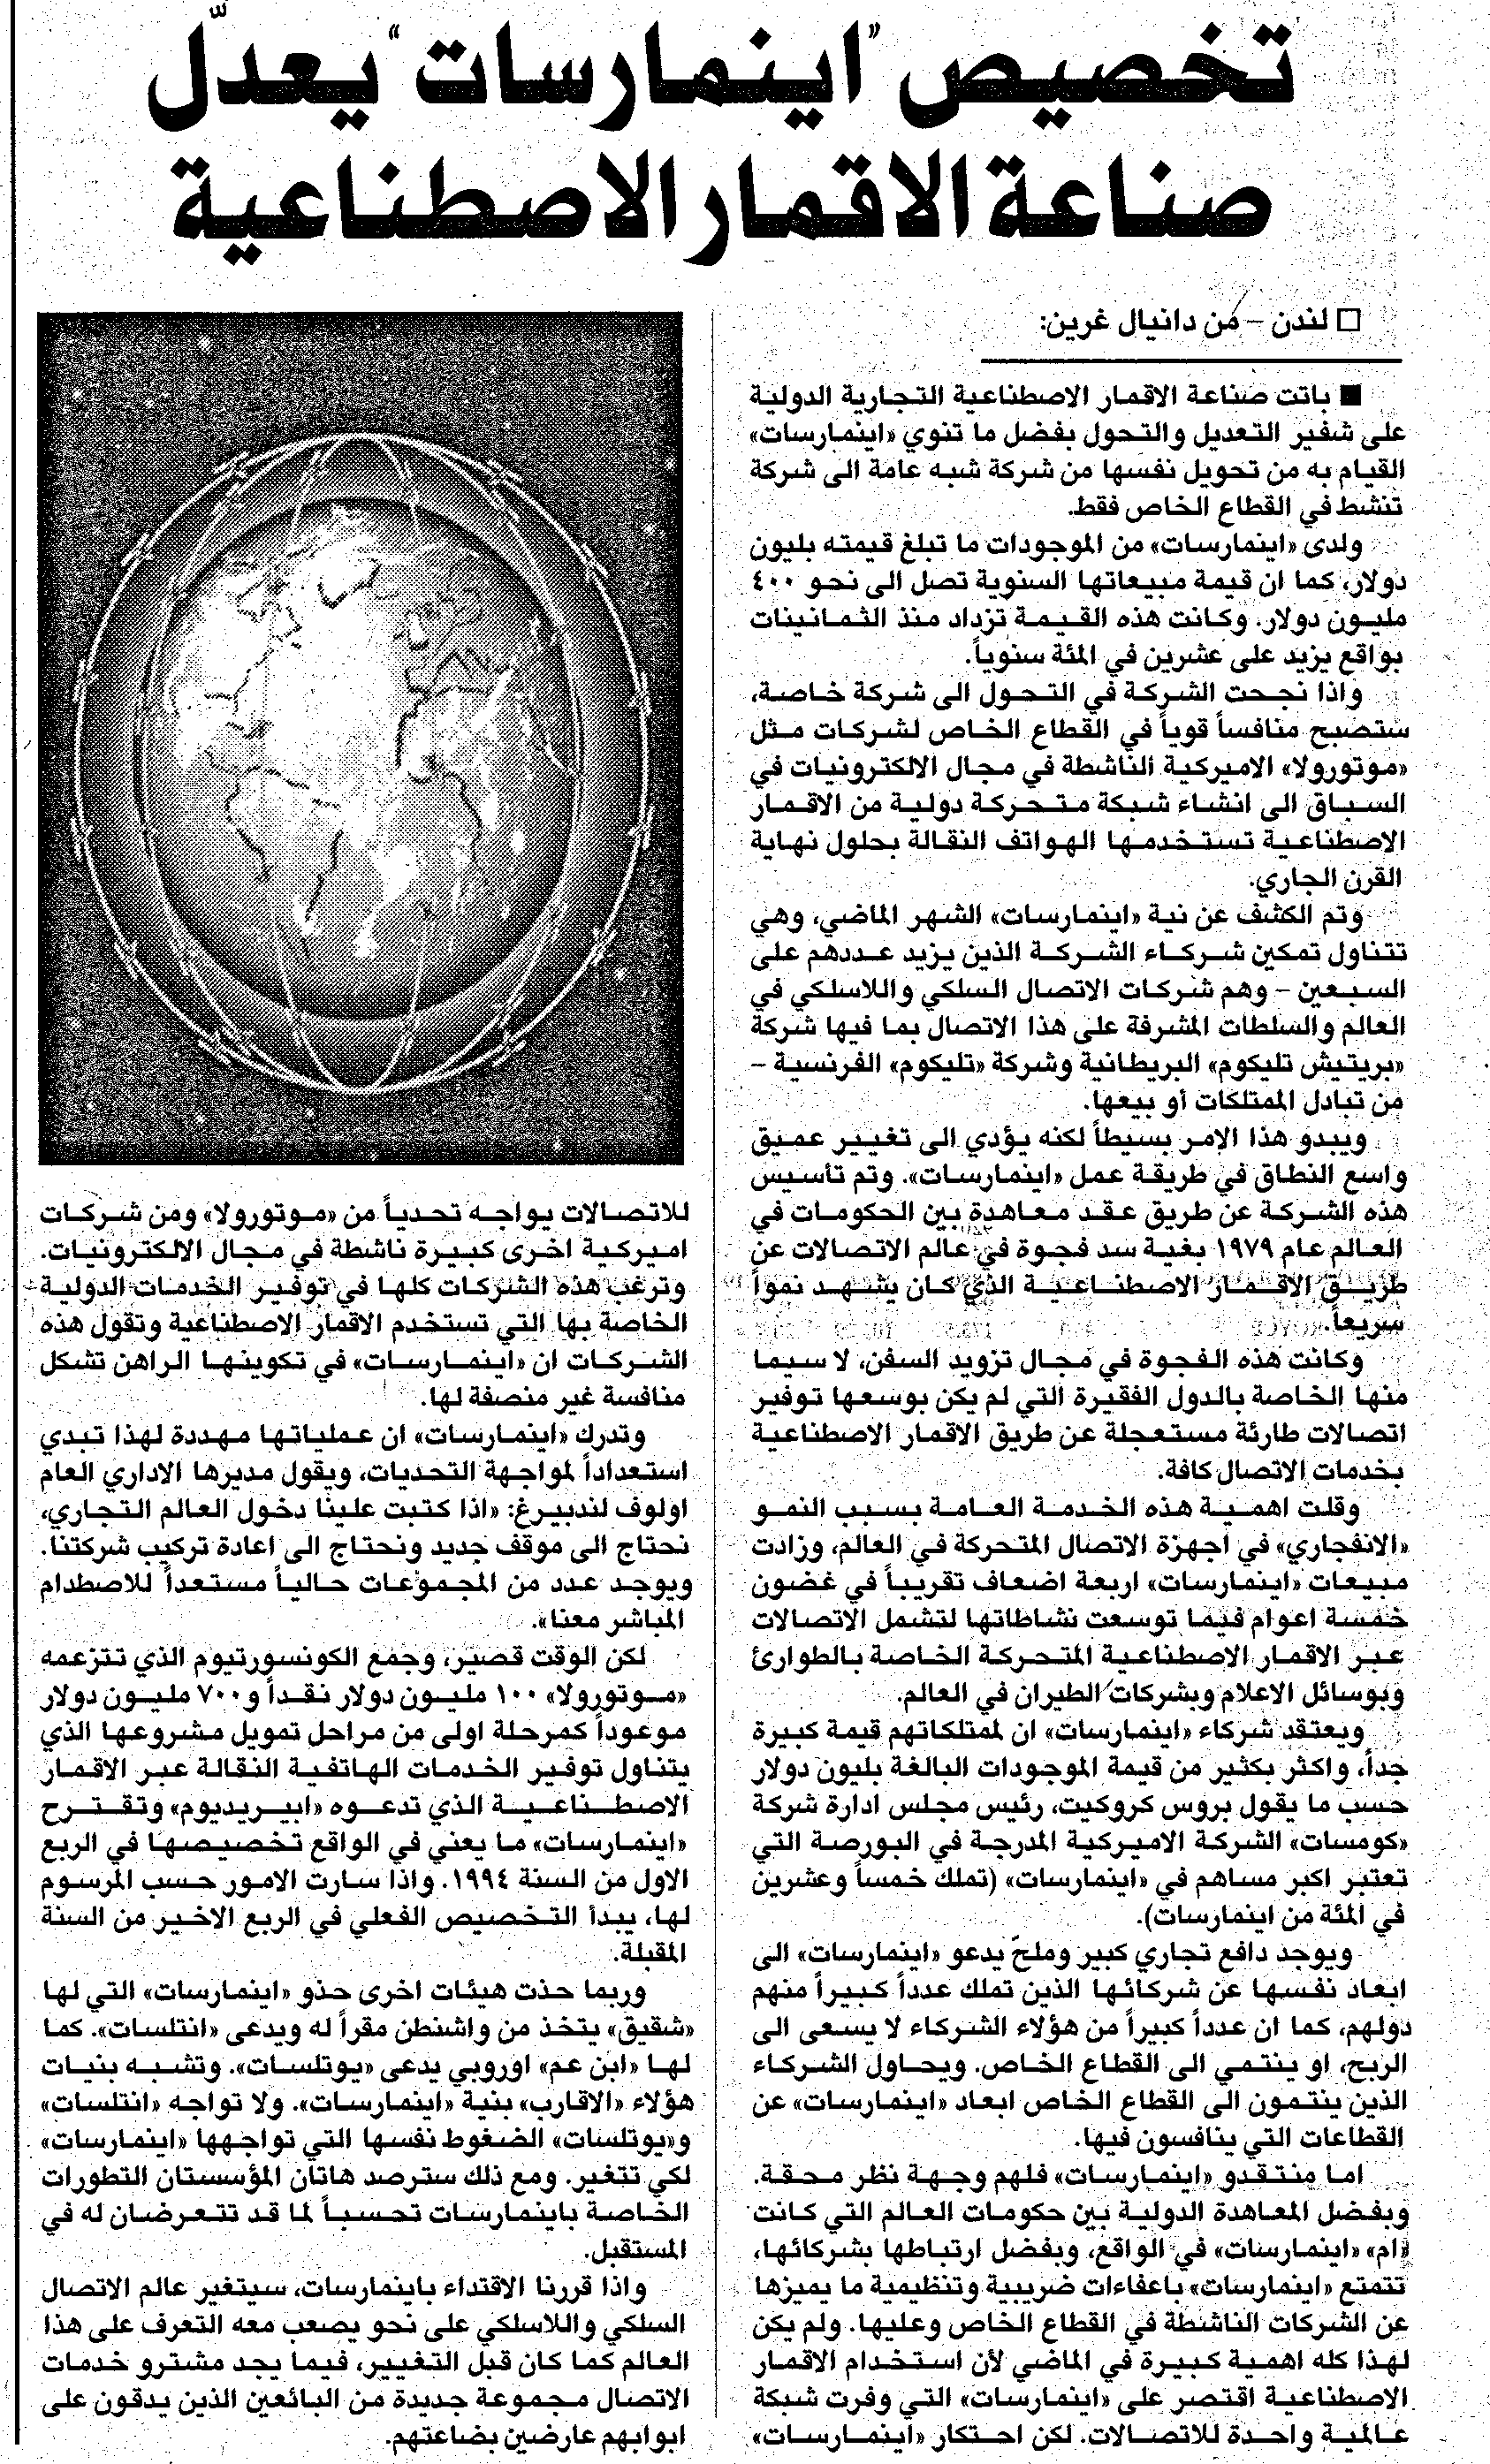 تخصيص "اينمارسات" يعدّل
صناعة الاقمار الاصطناعية
□ لندن – من دانيال غرين:
■ باتت صناعة الاقمار الاصطناعية التجارية الدولية
على شفير التعديل والتحول بفضل ما تنوي «اينمارسات»
القيام به من تحويل نفسها من شركة شبه عامة الى شركة
تنشط في القطاع الخاص فقط.
ولدى «اينمارسات» من الموجودات ما تبلغ قيمته بليون
دولار، كما ان قيمة مبيعاتها السنوية تصل الى نحو ٤٠٠
مليون دولار. وكانت هذه القيمة تزداد منذ الثمانينات
بواقع يزيد على عشرين في المئة سنوياً.
واذا نجحت الشركة في التحول الى شركة خاصة،
ستصبح منافساً قوياً في القطاع الخاص لشركات مثل
«موتورولا» الاميركية الناشطة في مجال الالكترونيات في
السباق الى انشاء شبكة متحركة دولية من الاقمار
الاصطناعية تستخدمها الهواتف النقالة بحلول نهاية
القرن الجاري.
وتم الكشف عن نية «اينمارسات» الشهر الماضي، وهي
تتناول تمكين شركاء الشركة الذين يزيد عددهم على
السبعين – وهم شركات الاتصال السلكي واللاسلكي في
العالم والسلطات المشرفة على هذا الاتصال بما فيها شركة
«بريتيش تليكوم» البريطانية وشركة «تليكوم» الفرنسية –
من تبادل الممتلكات أو بيعها.
ويبدو هذا الامر بسيطاً لكنه يؤدي الى تغيير عميق
واسع النطاق في طريقة عمل «اينمارسات». وتم تأسيس
هذه الشركة عن طريق عقد معاهدة بين الحكومات في
العالم عام ١٩٧٩ بغية سد فجوة في عالم الاتصالات عن
طريق الاقمار الاصطناعية الذي كان يشهد نمواً
سريعاً.
وكانت هذه الفجوة في مجال تزويد السفن، لا سيما
منها الخاصة بالدول الفقيرة التي لم يكن بوسعها توفير
اتصالات طارئة مستعجلة عن طريق الاقمار الاصطناعية
بخدمات الاتصال كافة.
وقلت اهمية هذه الخدمة العامة بسبب النمو
«الانفجاري» في اجهزة الاتصال المتحركة في العالم، وزادت
مبيعات «اينمارسات» اربعة اضعاف تقريباً في غضون
خمسة اعوام فيما توسعت نشاطاتها لتشمل الاتصالات
عبر الاقمار الاصطناعية المتحركة الخاصة بالطوارئ
وبوسائل الاعلام وبشركات الطيران في العالم.
ويعتقد شركاء «اينمارسات» ان لممتلكاتهم قيمة كبيرة
جداً، واكثر بكثير من قيمة الموجودات البالغة بليون دولار
حسب ما يقول بروس كروكيت، رئيس مجلس ادارة شركة
«كومسات» الشركة الاميركية المدرجة في البورصة التي
تعتبر اكبر مساهم في «اينمارسات» (تملك خمساً وعشرين
في المئة من اينمارسات).
ويوجد دافع تجاري كبير وملحّ يدعو «اينمارسات» الى
ابعاد نفسها عن شركائها الذين تملك عدداً كبيراً منهم
دولهم، كما ان عدداً كبيراً من هؤلاء الشركاء لا يسعى الى
الربح، او ينتمي الى القطاع الخاص. ويحاول الشركاء
الذين ينتمون الى القطاع الخاص ابعاد «اينمارسات» عن
القطاعات التي ينافسون فيها.
اما منتقدو «اينمارسات» فلهم وجهة نظر محقة.
وبفضل المعاهدة الدولية بين حكومات العالم التي كانت
«ام» «اينمارسات» في الواقع، وبفضل ارتباطها بشركائها،
تتمتع «اينمارسات» باعفاءات ضريبية وتنظيمية ما يميزها
عن الشركات الناشطة في القطاع الخاص وعليها. ولم يكن
لهذا كله اهمية كبيرة في الماضي لأن استخدام الاقمار
الاصطناعية اقتصر على «اينمارسات» التي وفرت شبكة
عالمية واحدة للاتصالات. لكن احتكار «اينمارسات»
للاتصالات يواجه تحدياً من «موتورولا» ومن شركات
اميركية اخرى كبيرة ناشطة في مجال الالكترونيات.
وترغب هذه الشركات كلها في توفير الخدمات الدولية
الخاصة بها التي تستخدم الاقمار الاصطناعية وتقول هذه
الشركات ان «اينمارسات» في تكوينها الراهن تشكل
منافسة غير منصفة لها.
وتدرك «اينمارسات» ان عملياتها مهددة لهذا تبدي
استعداداً لمواجهة التحديات، ويقول مديرها الاداري العام
اولوف لندبيرغ: «اذا كتبت علينا دخول العالم التجاري،
نحتاج الى موقف جديد ونحتاج الى اعادة تركيب شركتنا.
ويوجد عدد من المجموعات حالياً مستعداً للاصطدام
المباشر معنا».
لكن الوقت قصير، وجمع الكونسورتيوم الذي تتزعمه
«موتورولا» ١٠٠ مليون دولار نقداً و٧٠٠ مليون دولار
موعوداً كمرحلة اولى من مراحل تمويل مشروعها الذي
يتناول توفير الخدمات الهاتفية النقالة عبر الاقمار
الاصطناعية الذي تدعوه «ابيريديوم» وتقترح
«اينمارسات» ما يعني في الواقع تخصيصها في الربع
الاول من السنة ١٩٩٤. واذا سارت الامور حسب المرسوم
لها، يبدأ التخصيص الفعلي في الربع الاخير من السنة
المقبلة.
وربما حذت هيئات اخرى حذو «اينمارسات» التي لها
«شقيق» يتخذ من واشنطن مقراً له ويدعى «انتلسات». كما
لها «ابن عم» اوروبي يدعى «يوتلسات». وتشبه بنيات
هؤلاء «الاقارب» بنية «اينمارسات». ولا تواجه «انتلسات»
و«يوتلسات» الضغوط نفسها التي تواجهها «اينمارسات»
لكي تتغير. ومع ذلك سترصد هاتان المؤسستان التطورات
الخاصة باينمارسات تحسباً لما قد تتعرضان له في
المستقبل.
واذا قررنا الاقتداء باينمارسات، سيتغير عالم الاتصال
السلكي واللاسلكي على نحو يصعب معه التعرف على هذا
العالم كما كان قبل التغيير، فيما يجد مشترو خدمات
الاتصال مجموعة جديدة من البائعين الذين يدقون على
ابوابهم عارضين بضاعتهم.